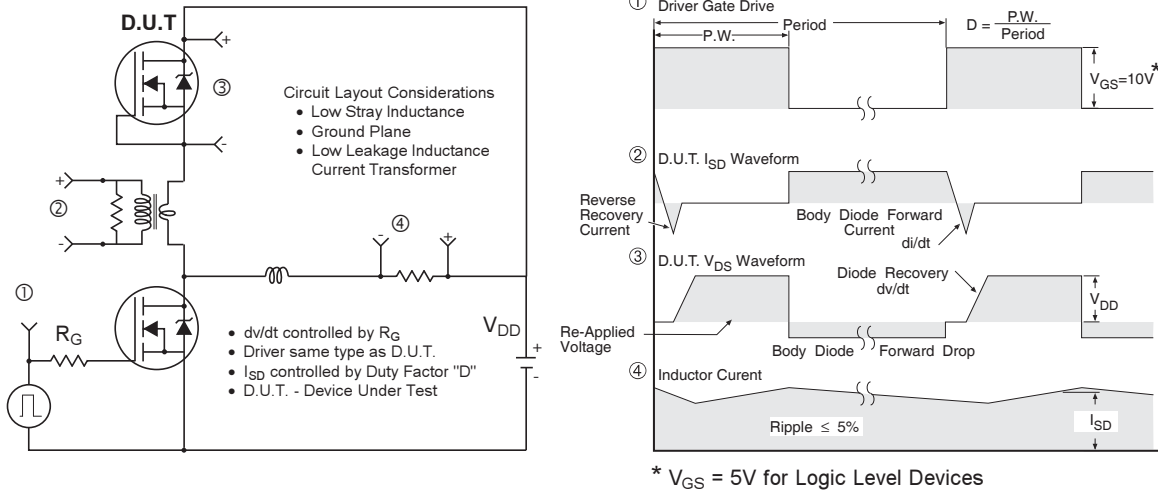 D.U.T
+
③
-
Circuit Layout Considerations
• Low Stray Inductance
• Ground Plane
• Low Leakage Inductance
Current Transformer
+
②
-
④
-
+
①
R_G
V_DD
+
-
• dv/dt controlled by R_G
• Driver same type as D.U.T.
• I_SD controlled by Duty Factor "D"
• D.U.T. - Device Under Test
① Driver Gate Drive
Period
P.W.
D = P.W.
Period
V_GS=10V*
② D.U.T. I_SD Waveform
Reverse
Recovery
Current
Body Diode Forward
Current
di/dt
③ D.U.T. V_DS Waveform
Diode Recovery
dv/dt
V_DD
Re-Applied
Voltage
Body Diode Forward Drop
④ Inductor Curent
Ripple ≤ 5%
I_SD
* V_GS = 5V for Logic Level Devices